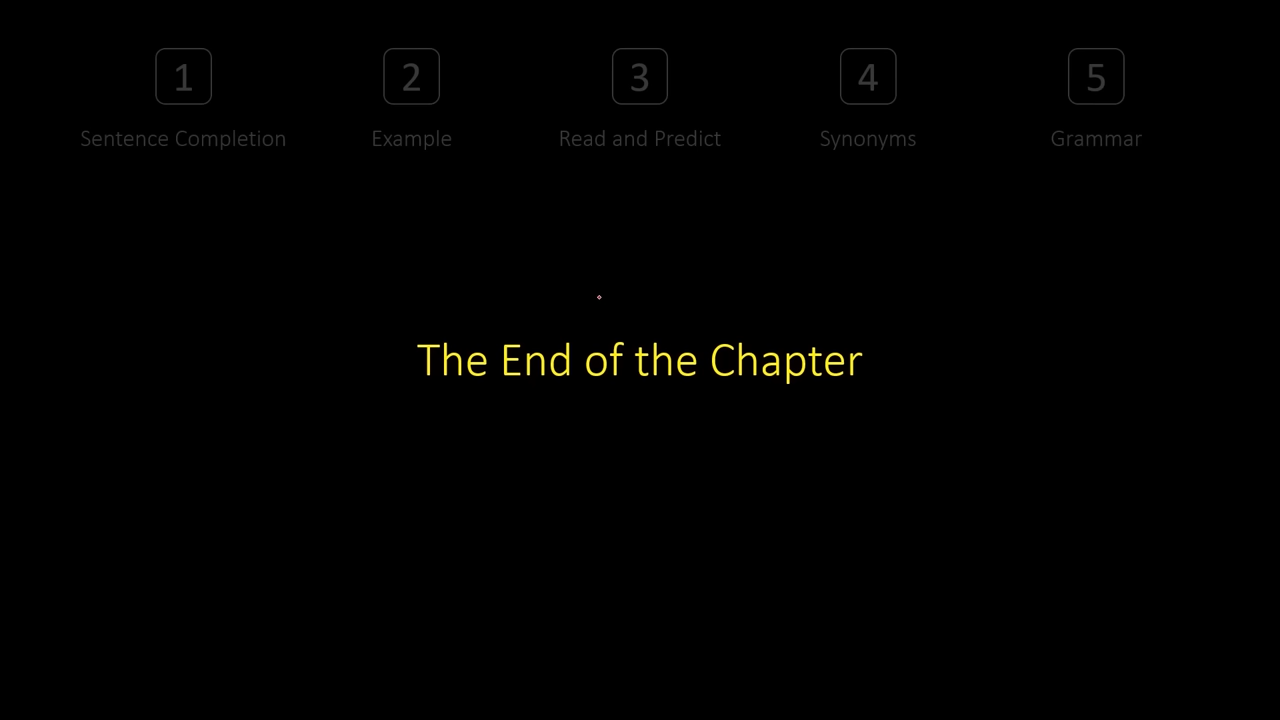 1 2 3 4 5
Sentence Completion Example Read and Predict Synonyms Grammar
The End of the Chapter